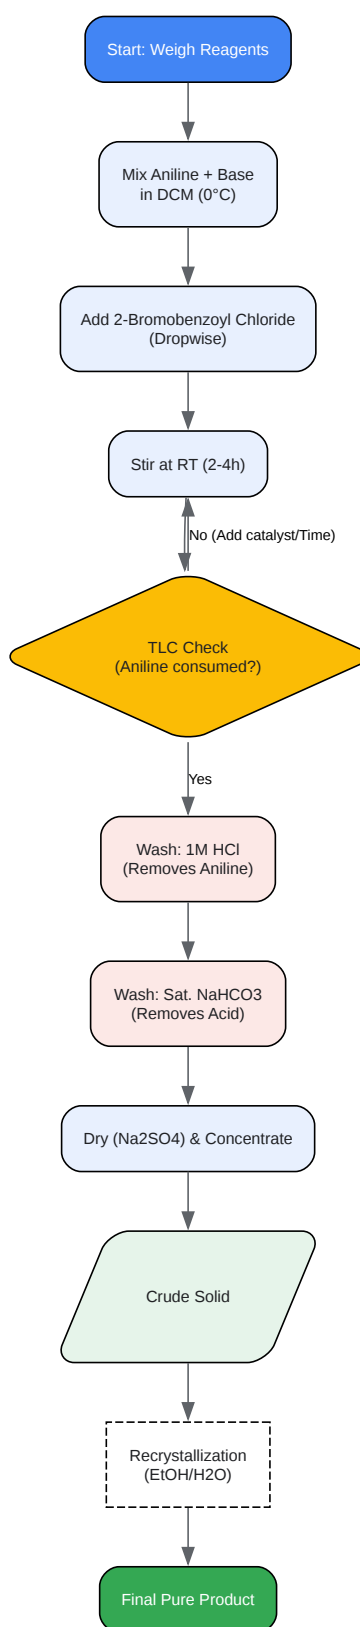 Start: Weigh Reagents
Mix Aniline + Base
in DCM (0°C)
Add 2-Bromobenzoyl Chloride
(Dropwise)
Stir at RT (2-4h)
No (Add catalyst/Time)
TLC Check
(Aniline consumed?)
Yes
Wash: 1M HCl
(Removes Aniline)
Wash: Sat. NaHCO3
(Removes Acid)
Dry (Na2SO4) & Concentrate
Crude Solid
Recrystallization
(EtOH/H2O)
Final Pure Product